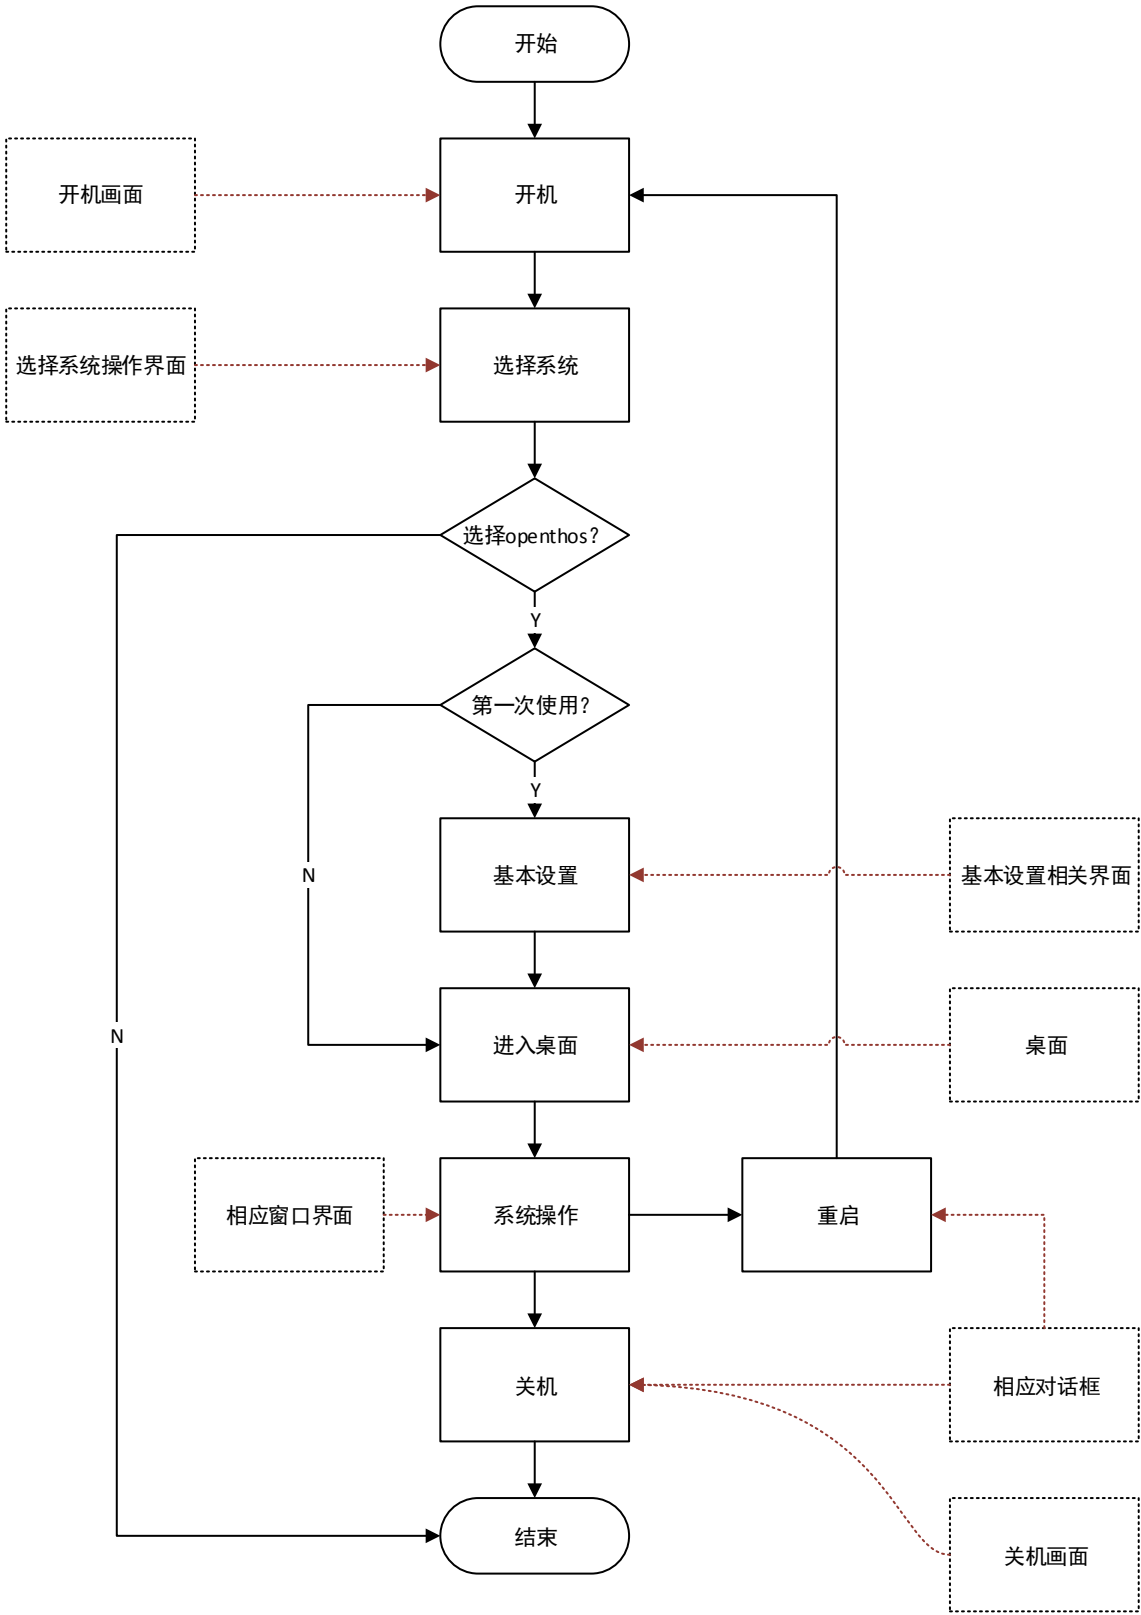 开始
开机画面
开机
选择系统操作界面
选择系统
选择openthos?
Y
第一次使用?
Y
N
基本设置
基本设置相关界面
N
进入桌面
桌面
相应窗口界面
系统操作
重启
关机
相应对话框
结束
关机画面